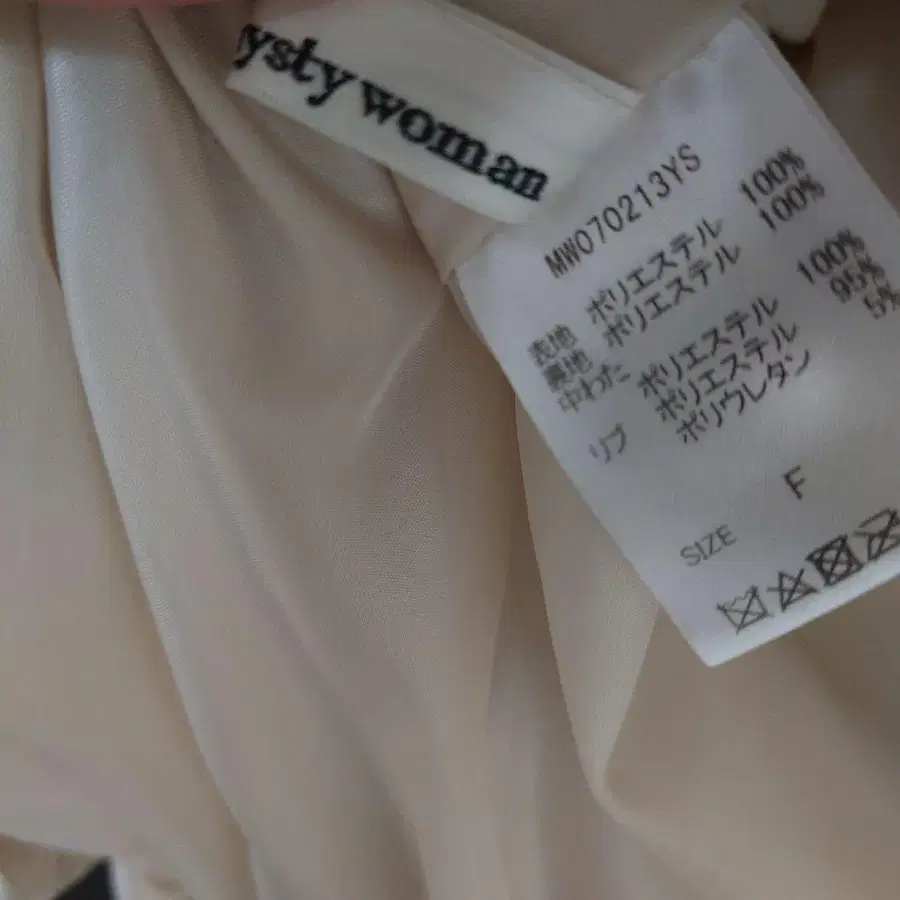 ysty woman
MW070213YS
表地 ポリエステル 100%
裏地 ポリエステル 100%
中わた
ポリエステル 100%
リブ ポリエステル 95%
ポリウレタン 5%
SIZE F